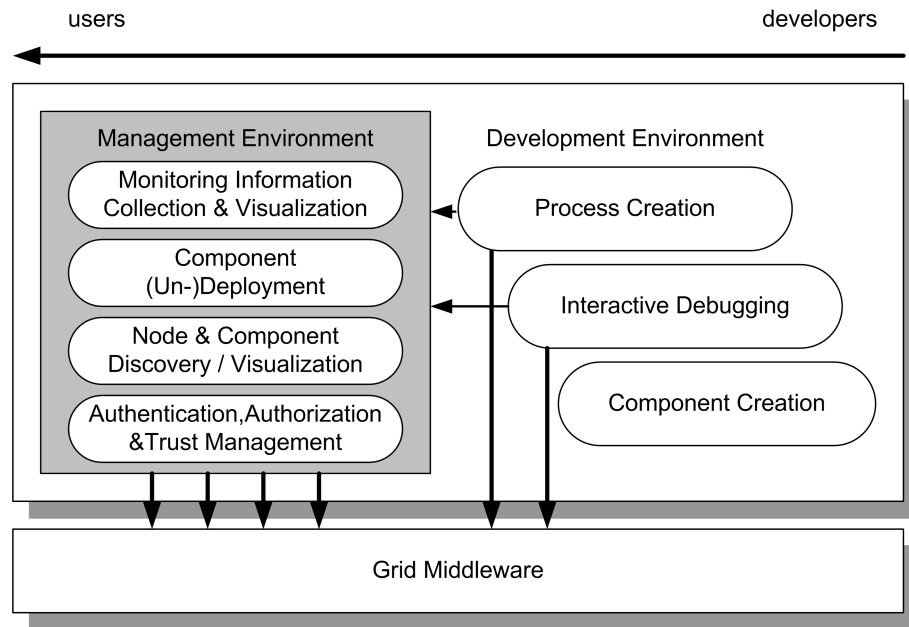 users
developers
Management Environment
Monitoring Information
Collection & Visualization
Component
(Un-)Deployment
Node & Component
Discovery / Visualization
Authentication,Authorization
&Trust Management
Development Environment
Process Creation
Interactive Debugging
Component Creation
Grid Middleware